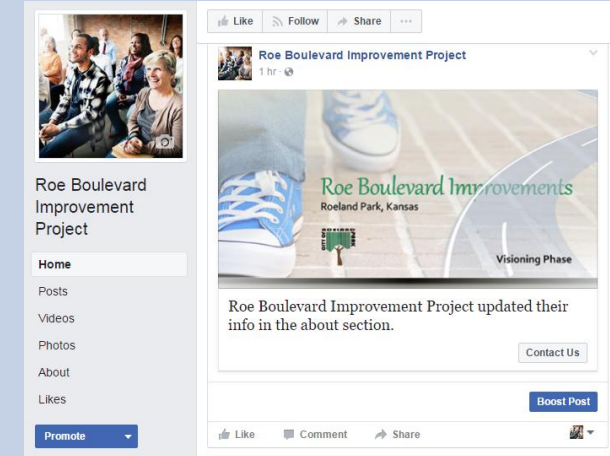 Roe Boulevard
Improvement
Project
Home
Posts
Videos
Photos
About
Likes
Promote
Like Follow Share ...
Roe Boulevard Improvement Project
1 hr ·
Roe Boulevard Improvements
Roeland Park, Kansas
Visioning Phase
Roe Boulevard Improvement Project updated their
info in the about section.
Contact Us
Boost Post
Like Comment Share